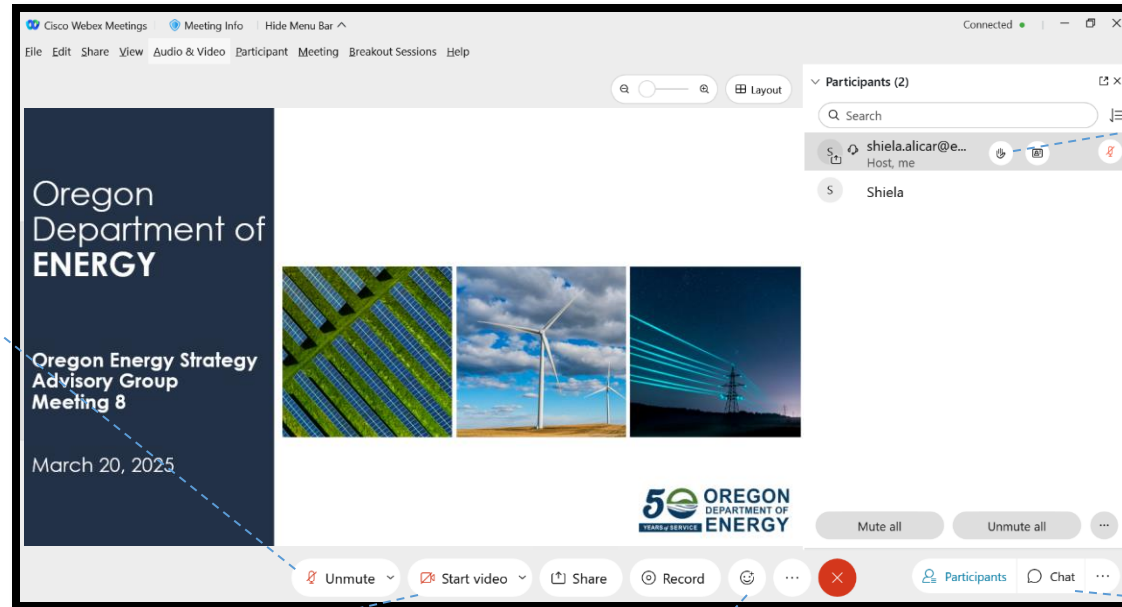 Cisco Webex Meetings Meeting Info Hide Menu Bar
Connected
File Edit Share View Audio & Video Participant Meeting Breakout Sessions Help
Layout
Participants (2)
Search
S shiela.alicar@e...
Host, me
S Shiela
Oregon
Department of
ENERGY
Oregon Energy Strategy
Advisory Group
Meeting 8
March 20, 2025
50 YEARS of SERVICE
OREGON
DEPARTMENT OF
ENERGY
Mute all Unmute all ...
Unmute Start video Share Record ...
Participants Chat ...